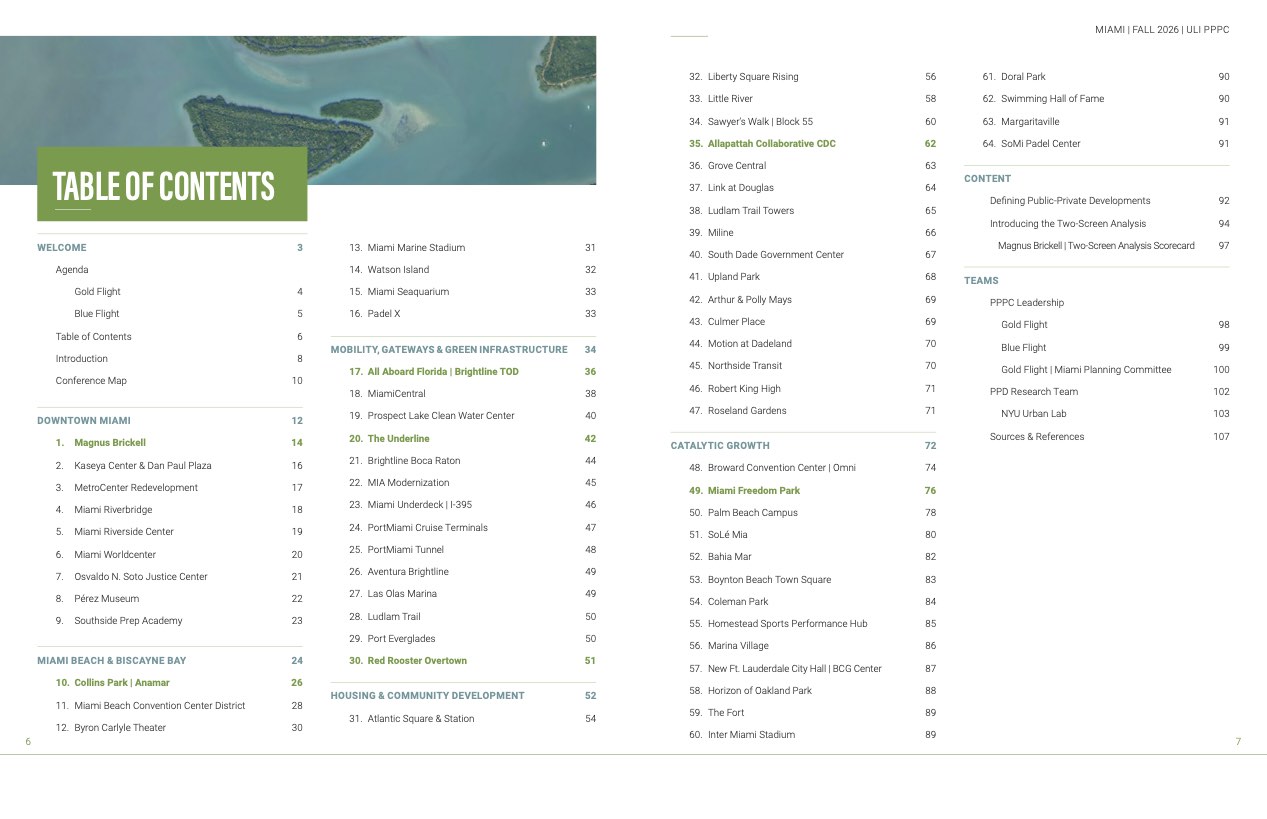 MIAMI | FALL 2026 | ULI PPPC
TABLE OF CONTENTS
WELCOME 3
Agenda
Gold Flight 4
Blue Flight 5
Table of Contents 6
Introduction 8
Conference Map 10
DOWNTOWN MIAMI 12
1. Magnus Brickell 14
2. Kaseya Center & Dan Paul Plaza 16
3. MetroCenter Redevelopment 17
4. Miami Riverbridge 18
5. Miami Riverside Center 19
6. Miami Worldcenter 20
7. Osvaldo N. Soto Justice Center 21
8. Pérez Museum 22
9. Southside Prep Academy 23
MIAMI BEACH & BISCAYNE BAY 24
10. Collins Park | Anamar 26
11. Miami Beach Convention Center District 28
12. Byron Carlyle Theater 30
13. Miami Marine Stadium 31
14. Watson Island 32
15. Miami Seaquarium 33
16. Padel X 33
MOBILITY, GATEWAYS & GREEN INFRASTRUCTURE 34
17. All Aboard Florida | Brightline TOD 36
18. MiamiCentral 38
19. Prospect Lake Clean Water Center 40
20. The Underline 42
21. Brightline Boca Raton 44
22. MIA Modernization 45
23. Miami Underdeck | I-395 46
24. PortMiami Cruise Terminals 47
25. PortMiami Tunnel 48
26. Aventura Brightline 49
27. Las Olas Marina 49
28. Ludlam Trail 50
29. Port Everglades 50
30. Red Rooster Overtown 51
HOUSING & COMMUNITY DEVELOPMENT 52
31. Atlantic Square & Station 54
6
32. Liberty Square Rising 56
33. Little River 58
34. Sawyer's Walk | Block 55 60
35. Allapattah Collaborative CDC 62
36. Grove Central 63
37. Link at Douglas 64
38. Ludlam Trail Towers 65
39. Miline 66
40. South Dade Government Center 67
41. Upland Park 68
42. Arthur & Polly Mays 69
43. Culmer Place 69
44. Motion at Dadeland 70
45. Northside Transit 70
46. Robert King High 71
47. Roseland Gardens 71
CATALYTIC GROWTH 72
48. Broward Convention Center | Omni 74
49. Miami Freedom Park 76
50. Palm Beach Campus 78
51. SoLé Mia 80
52. Bahia Mar 82
53. Boynton Beach Town Square 83
54. Coleman Park 84
55. Homestead Sports Performance Hub 85
56. Marina Village 86
57. New Ft. Lauderdale City Hall | BCG Center 87
58. Horizon of Oakland Park 88
59. The Fort 89
60. Inter Miami Stadium 89
61. Doral Park 90
62. Swimming Hall of Fame 90
63. Margaritaville 91
64. SoMi Padel Center 91
CONTENT
Defining Public-Private Developments 92
Introducing the Two-Screen Analysis 94
Magnus Brickell | Two-Screen Analysis Scorecard 97
TEAMS
PPPC Leadership
Gold Flight 98
Blue Flight 99
Gold Flight | Miami Planning Committee 100
PPD Research Team 102
NYU Urban Lab 103
Sources & References 107
7